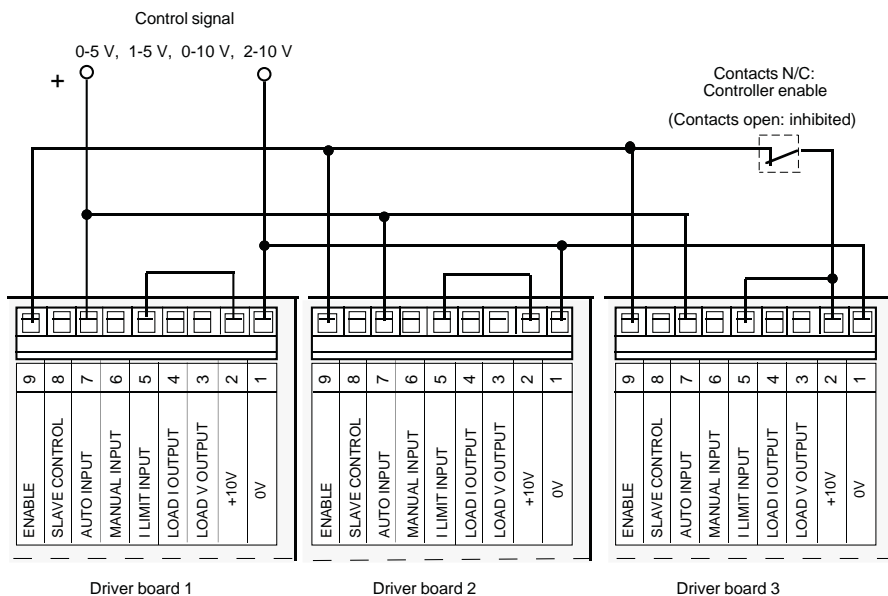 Control signal
0-5 V, 1-5 V, 0-10 V, 2-10 V
+
Contacts N/C:
Controller enable
(Contacts open: inhibited)
9 8 7 6 5 4 3 2 1
ENABLE
SLAVE CONTROL
AUTO INPUT
MANUAL INPUT
I LIMIT INPUT
LOAD I OUTPUT
LOAD V OUTPUT
+10V
0V
Driver board 1
9 8 7 6 5 4 3 2 1
ENABLE
SLAVE CONTROL
AUTO INPUT
MANUAL INPUT
I LIMIT INPUT
LOAD I OUTPUT
LOAD V OUTPUT
+10V
0V
Driver board 2
9 8 7 6 5 4 3 2 1
ENABLE
SLAVE CONTROL
AUTO INPUT
MANUAL INPUT
I LIMIT INPUT
LOAD I OUTPUT
LOAD V OUTPUT
+10V
0V
Driver board 3